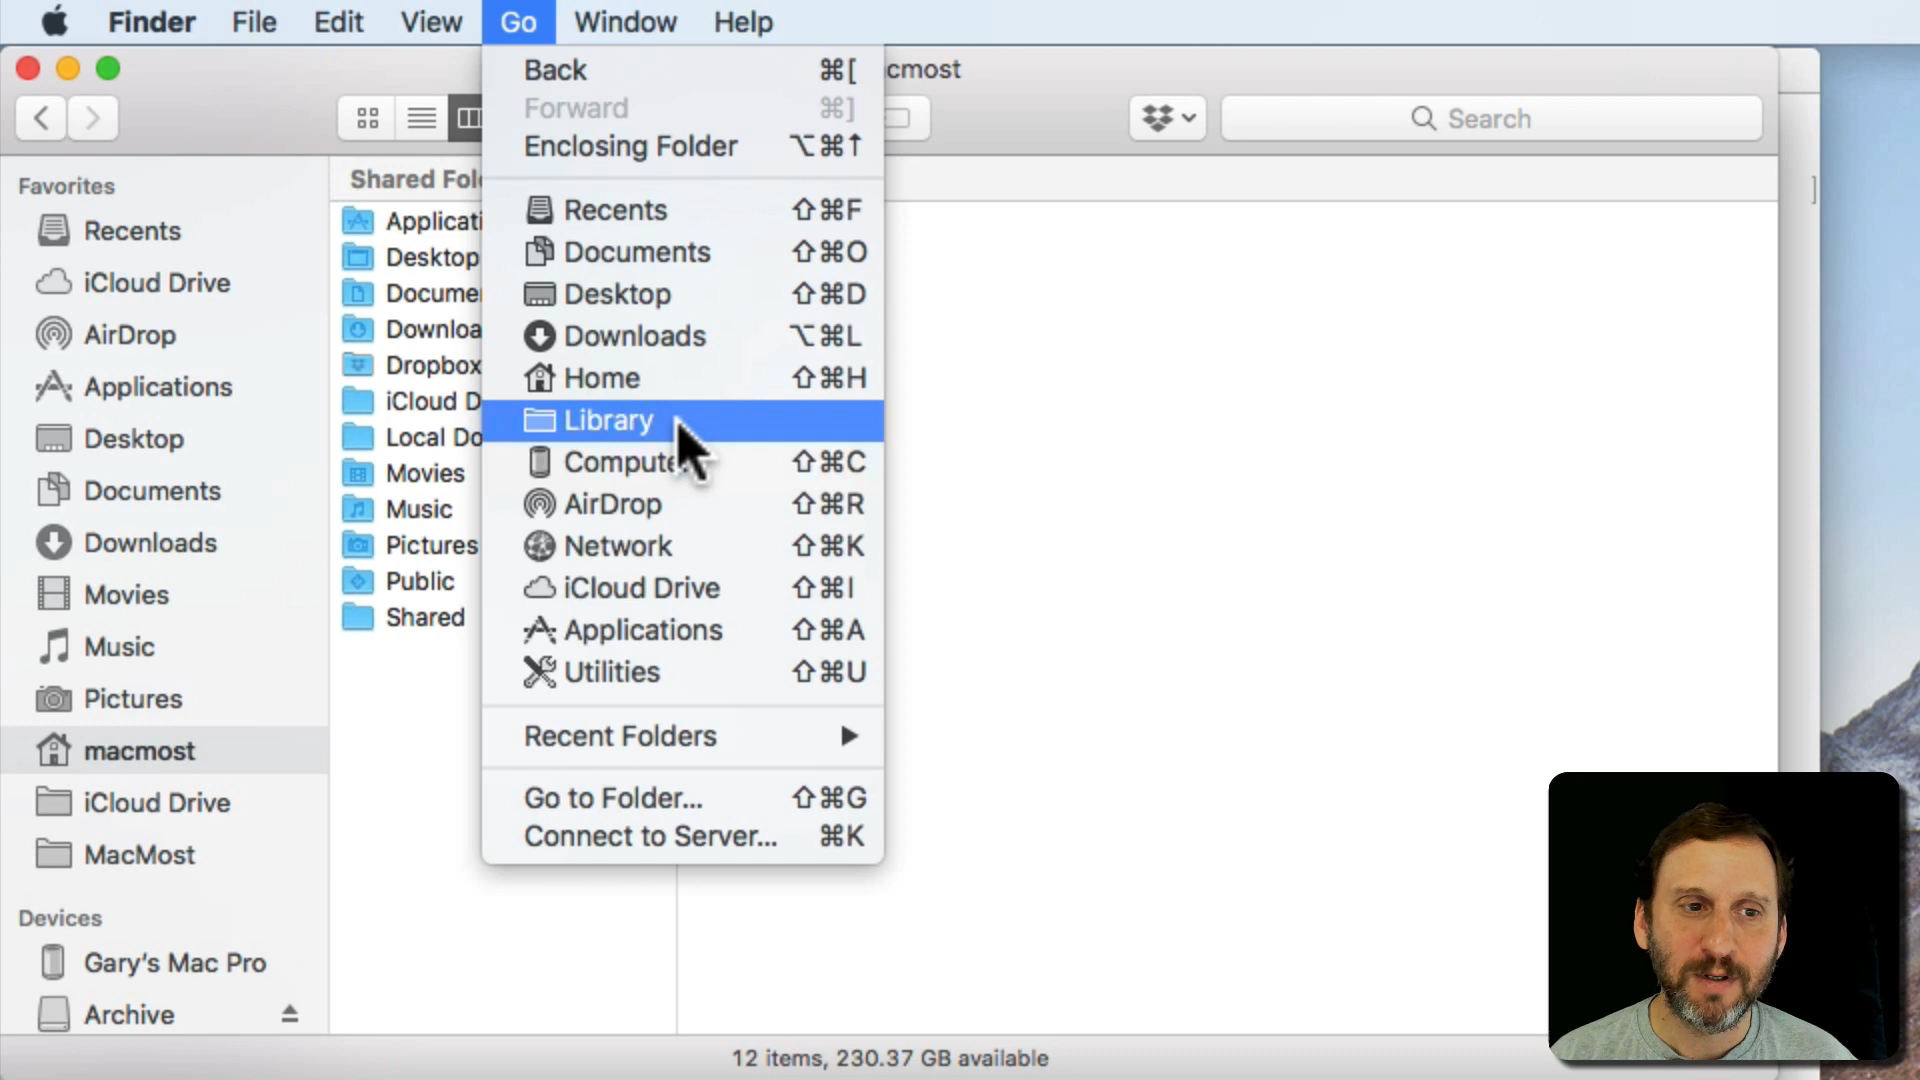 Finder File Edit View Go Window Help
cmost
Search
Back ⌘[
Forward ⌘]
Enclosing Folder ⌥⌘↑
Recents ⇧⌘F
Documents ⇧⌘O
Desktop ⇧⌘D
Downloads ⌥⌘L
Home ⇧⌘H
Library
Compute
⇧⌘C
AirDrop ⇧⌘R
Network ⇧⌘K
iCloud Drive ⇧⌘I
Applications ⇧⌘A
Utilities ⇧⌘U
Recent Folders ▶
Go to Folder... ⇧⌘G
Connect to Server... ⌘K
Favorites
Recents
iCloud Drive
AirDrop
Applications
Desktop
Documents
Downloads
Movies
Music
Pictures
macmost
iCloud Drive
MacMost
Devices
Gary's Mac Pro
Archive
Shared Fol
Applicati
Desktop
Docume
Downloa
Dropbox
iCloud D
Local Do
Movies
Music
Pictures
Public
Shared
12 items, 230.37 GB available